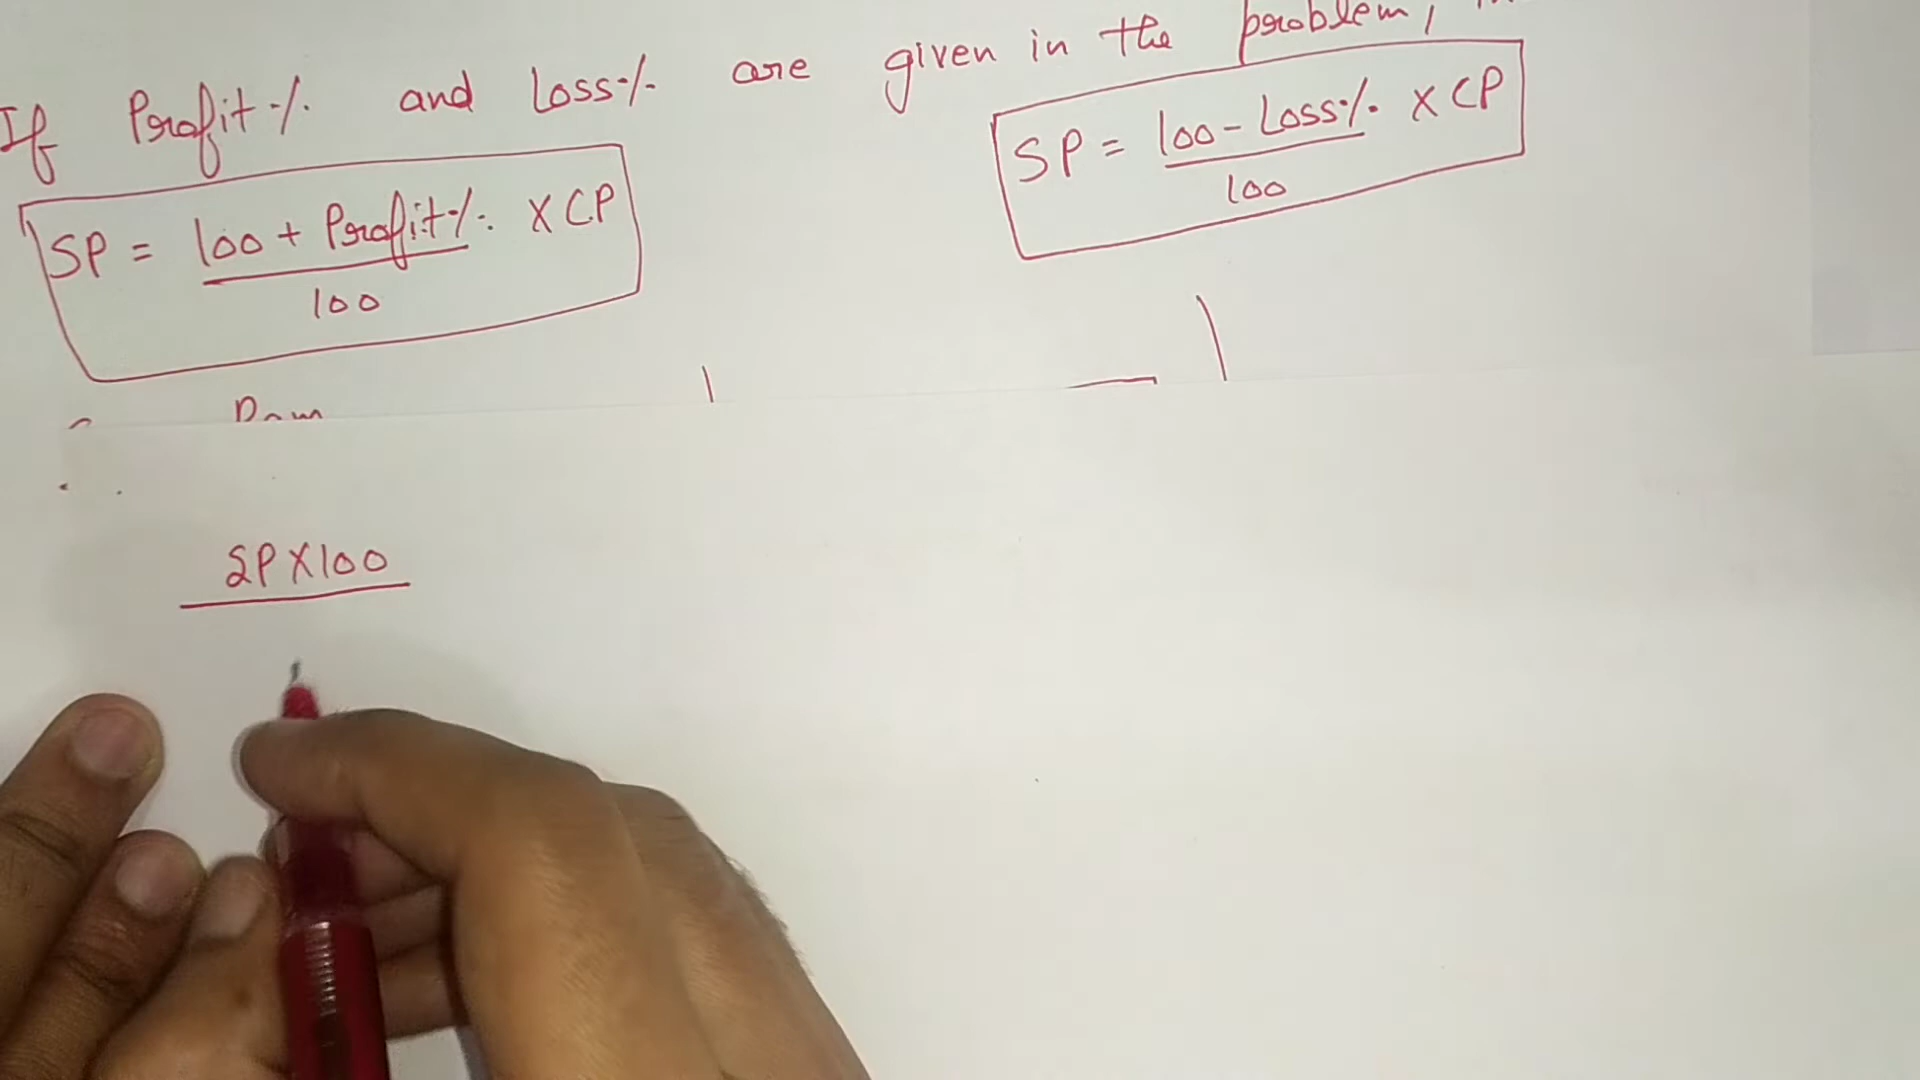 If Profit % and Loss % are given in the problem,
SP = 100 + Profit % X CP
100
SP = 100 - Loss % X CP
100
SP X 100